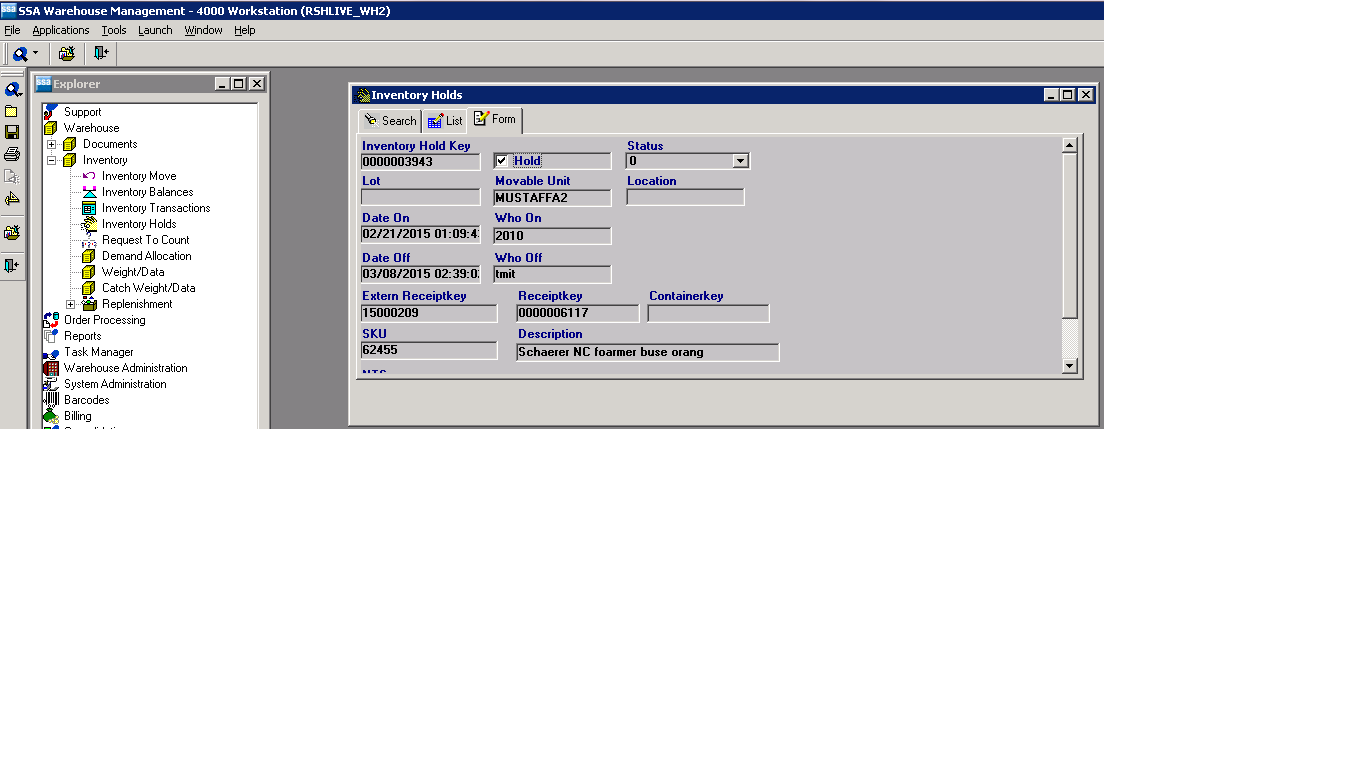 SSA Warehouse Management - 4000 Workstation (RSHLIVE_WH2)
File Applications Tools Launch Window Help
ssa Explorer
Support
Warehouse
Documents
Inventory
Inventory Move
Inventory Balances
Inventory Transactions
Inventory Holds
Request To Count
Demand Allocation
Weight/Data
Catch Weight/Data
Replenishment
Order Processing
Reports
Task Manager
Warehouse Administration
System Administration
Barcodes
Billing
Inventory Holds
Search List Form
Inventory Hold Key Status
0000003943 Hold 0
Lot Movable Unit Location
MUSTAFFA2
Date On Who On
02/21/2015 01:09:4 2010
Date Off Who Off
03/08/2015 02:39:0 tmit
Extern Receiptkey Receiptkey Containerkey
15000209 0000006117
SKU Description
62455 Schaerer NC foarmer buse orang